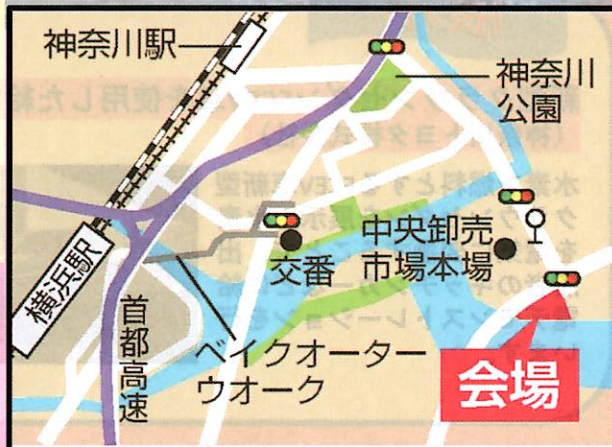 神奈川駅
神奈川
公園
横浜駅
首都高速
交番
中央卸売
市場本場
ベイクオーター
ウオーク
会場